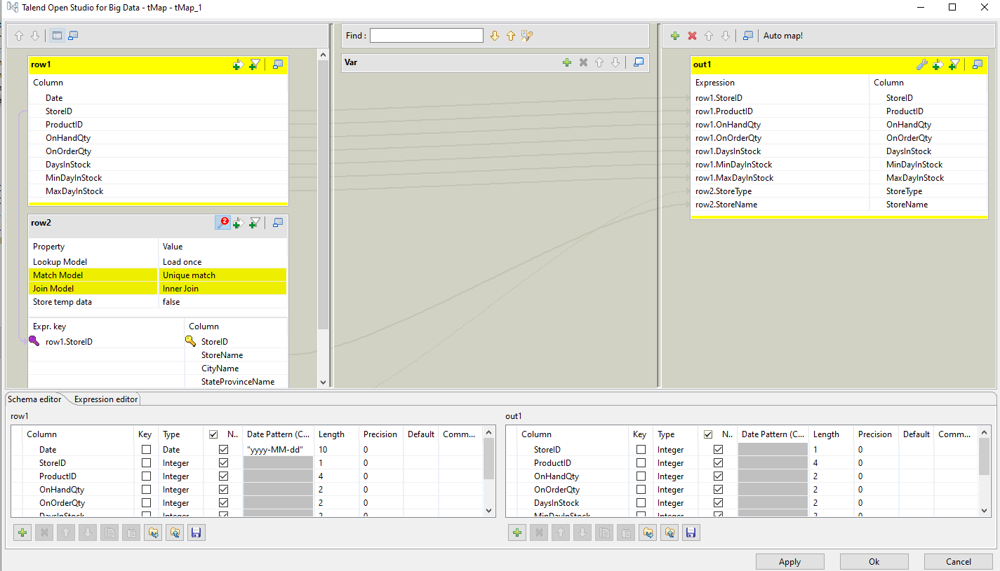 Talend Open Studio for Big Data - tMap - tMap_1
Find :
Auto map!
row1
Column
Date
StoreID
ProductID
OnHandQty
OnOrderQty
DaysInStock
MinDayInStock
MaxDayInStock
row2
2
Property Value
Lookup Model Load once
Match Model Unique match
Join Model Inner Join
Store temp data false
Expr. key Column
row1.StoreID StoreID
StoreName
CityName
StateProvinceName
Var
out1
Expression Column
row1.StoreID StoreID
row1.ProductID ProductID
row1.OnHandQty OnHandQty
row1.OnOrderQty OnOrderQty
row1.DaysInStock DaysInStock
row1.MinDayInStock MinDayInStock
row1.MaxDayInStock MaxDayInStock
row2.StoreType StoreType
row2.StoreName StoreName
Schema editor Expression editor
row1
Column Key Type N.. Date Pattern (C... Length Precision Default Comm...
Date Date "yyyy-MM-dd" 10 0
StoreID Integer 1 0
ProductID Integer 4 0
OnHandQty Integer 2 0
OnOrderQty Integer 2 0
DaysInStock Integer 2 0
out1
Column Key Type N.. Date Pattern (C... Length Precision Default Comm...
StoreID Integer 1 0
ProductID Integer 4 0
OnHandQty Integer 2 0
OnOrderQty Integer 2 0
DaysInStock Integer 2 0
MinDayInStock Integer 2 0
Apply Ok Cancel